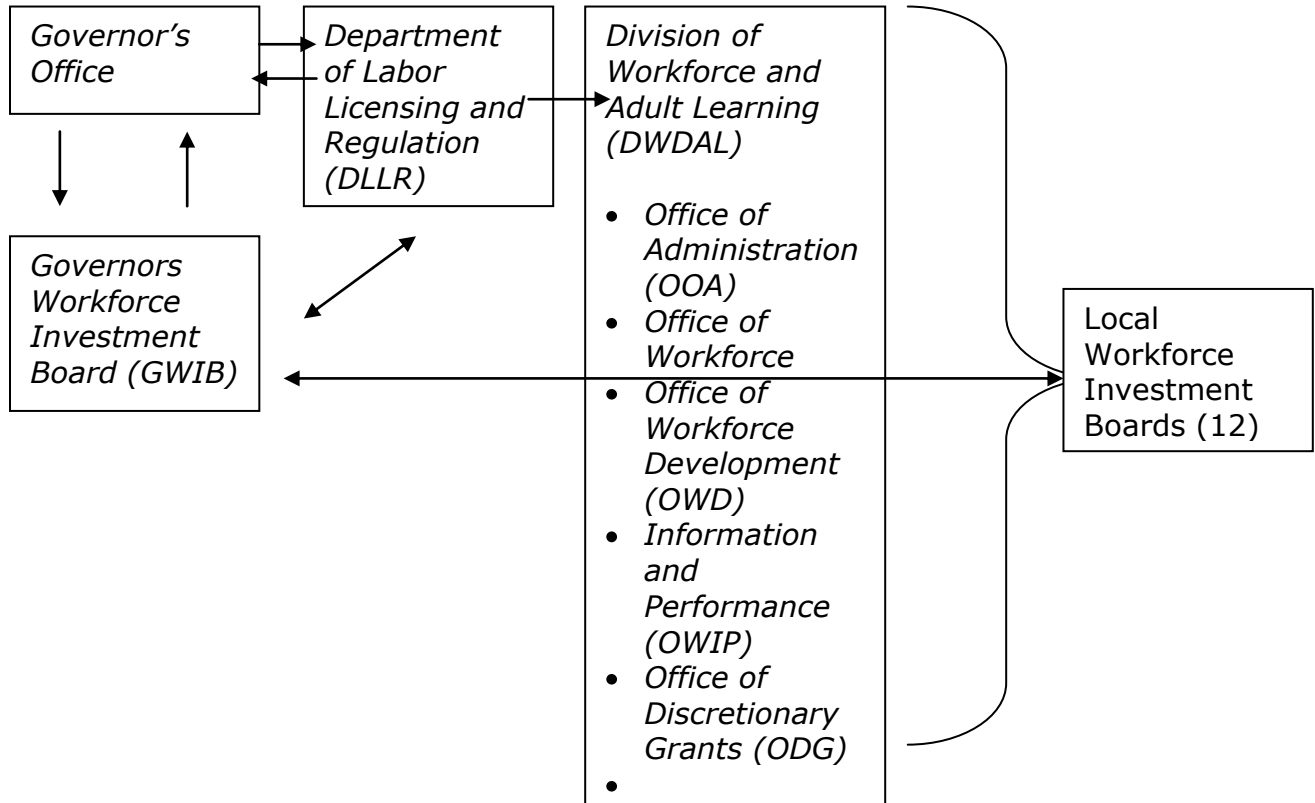 Governor’s
Office
Department
of Labor
Licensing and
Regulation
(DLLR)
Division of
Workforce and
Adult Learning
(DWDAL)
• Office of
Administration
(OOA)
• Office of
Workforce
• Office of
Workforce
Development
(OWD)
• Information
and
Performance
(OWIP)
• Office of
Discretionary
Grants (ODG)
•
Governors
Workforce
Investment
Board (GWIB)
Local
Workforce
Investment
Boards (12)